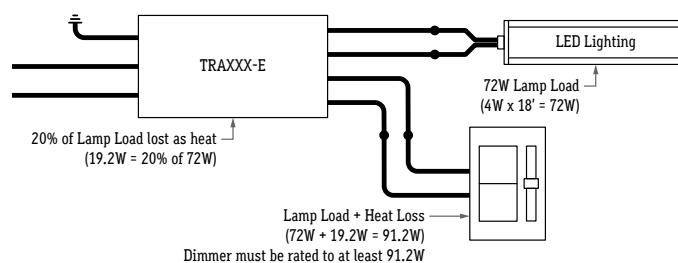 TRAXXX-E
LED Lighting
72W Lamp Load
(4W x 18' = 72W)
20% of Lamp Load lost as heat
(19.2W = 20% of 72W)
Lamp Load + Heat Loss
(72W + 19.2W = 91.2W)
Dimmer must be rated to at least 91.2W